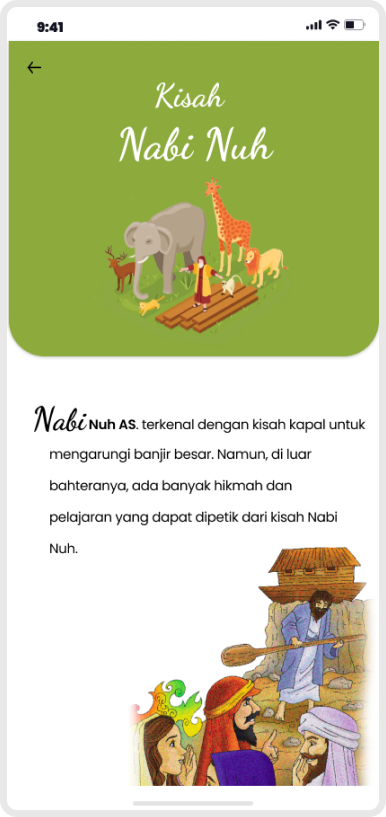 9:41
Kisah
Nabi Nuh
Nabi Nuh AS. terkenal dengan kisah kapal untuk
mengarungi banjir besar. Namun, di luar
bahteranya, ada banyak hikmah dan
pelajaran yang dapat dipetik dari kisah Nabi
Nuh.